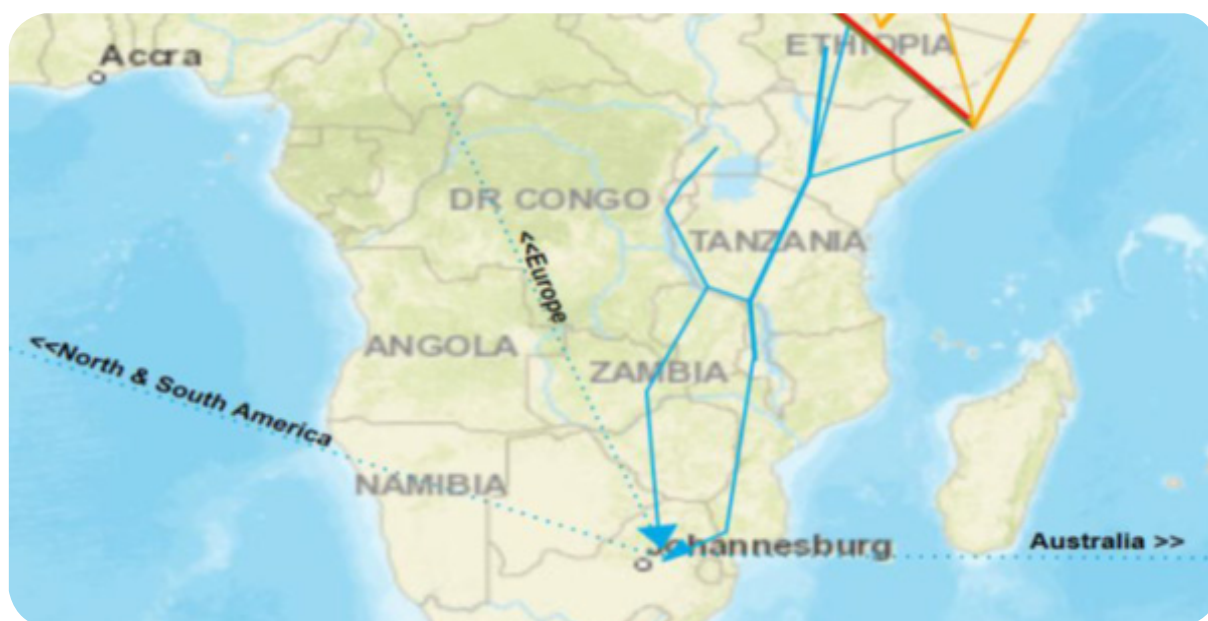 Accra
ETHIOPIA
DR CONGO
<<Europe
TANZANIA
<<North & South America
ANGOLA
ZAMBIA
NAMIBIA
Johannesburg
Australia >>